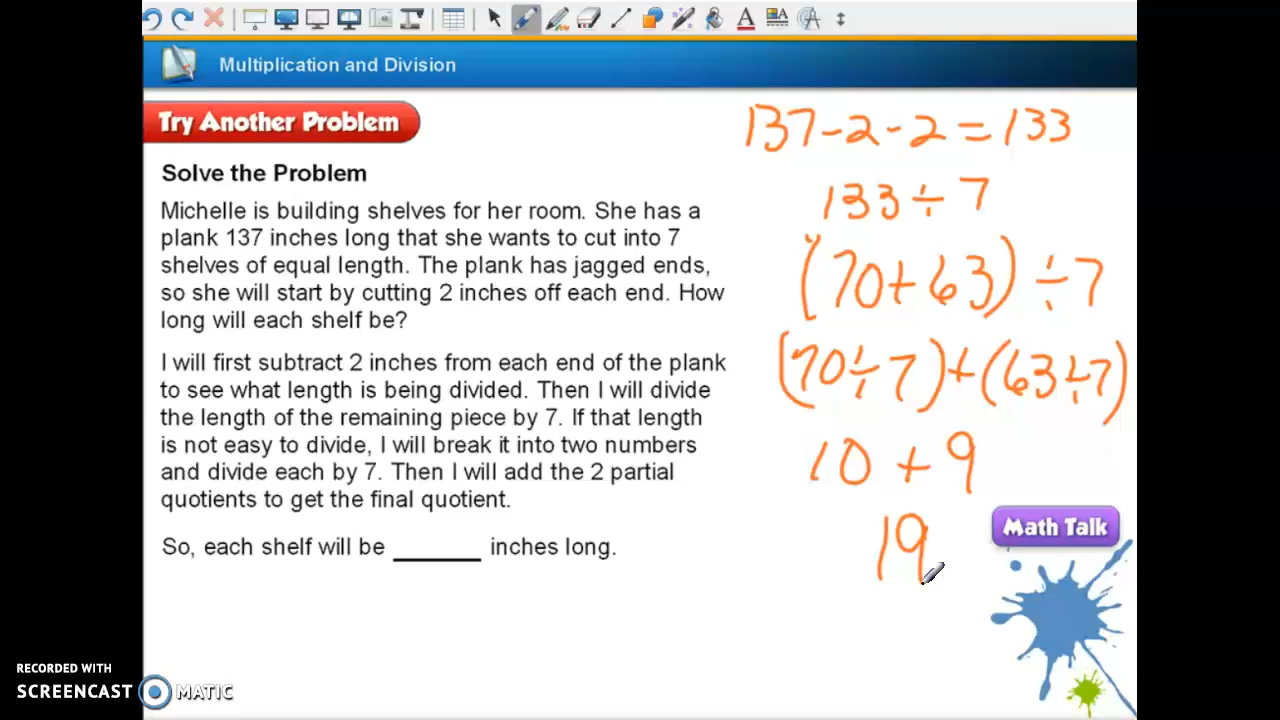 Multiplication and Division
Try Another Problem
Solve the Problem
Michelle is building shelves for her room. She has a
plank 137 inches long that she wants to cut into 7
shelves of equal length. The plank has jagged ends,
so she will start by cutting 2 inches off each end. How
long will each shelf be?
I will first subtract 2 inches from each end of the plank
to see what length is being divided. Then I will divide
the length of the remaining piece by 7. If that length
is not easy to divide, I will break it into two numbers
and divide each by 7. Then I will add the 2 partial
quotients to get the final quotient.
So, each shelf will be _______ inches long.
137-2-2=133
133÷7
(70+63)÷7
(70÷7)+(63÷7)
10+9
19
Math Talk
RECORDED WITH
SCREENCAST MATIC